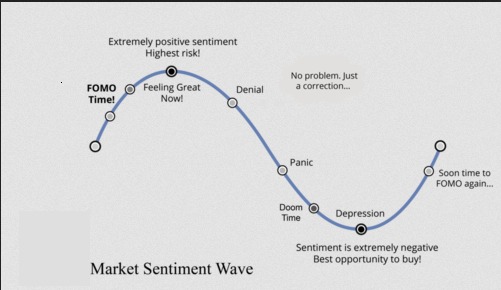 Extremely positive sentiment
Highest risk!
FOMO
Time!
Feeling Great
Now!
No problem. Just
a correction...
Denial
Panic
Doom
Time
Depression
Soon time to
FOMO again...
Sentiment is extremely negative
Best opportunity to buy!
Market Sentiment Wave